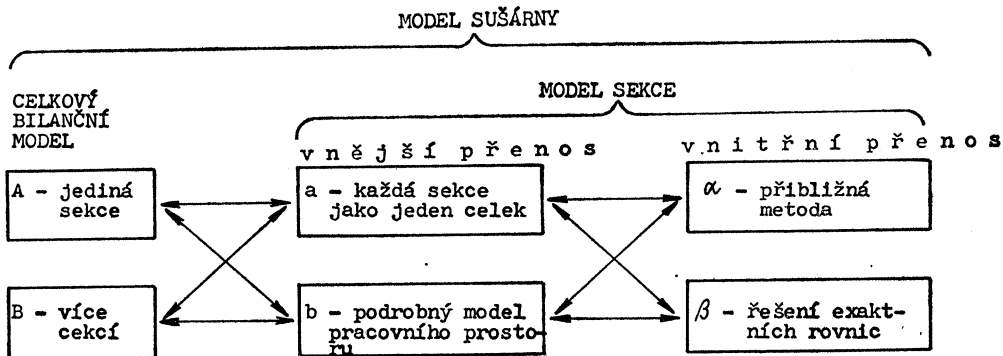 MODEL SUŠÁRNY
CELKOVÝ
BILANČNÍ
MODEL
MODEL SEKCE
vnější přenos
v.nitřní přenos
A - jediná
sekce
a - každá sekce
jako jeden celek
α - přibližná
metoda
B - více
cekcí
b - podrobný model
pracovního prosto-
ru
β - řešení exakt-
ních rovnic